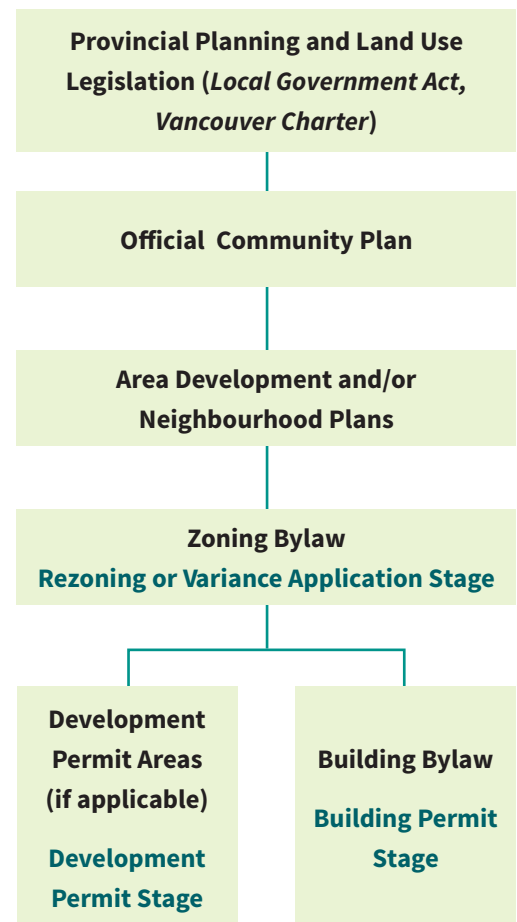 Provincial Planning and Land Use
Legislation (Local Government Act,
Vancouver Charter)
Official Community Plan
Area Development and/or
Neighbourhood Plans
Zoning Bylaw
Rezoning or Variance Application Stage
Development
Permit Areas
(if applicable)
Development
Permit Stage
Building Bylaw
Building Permit
Stage